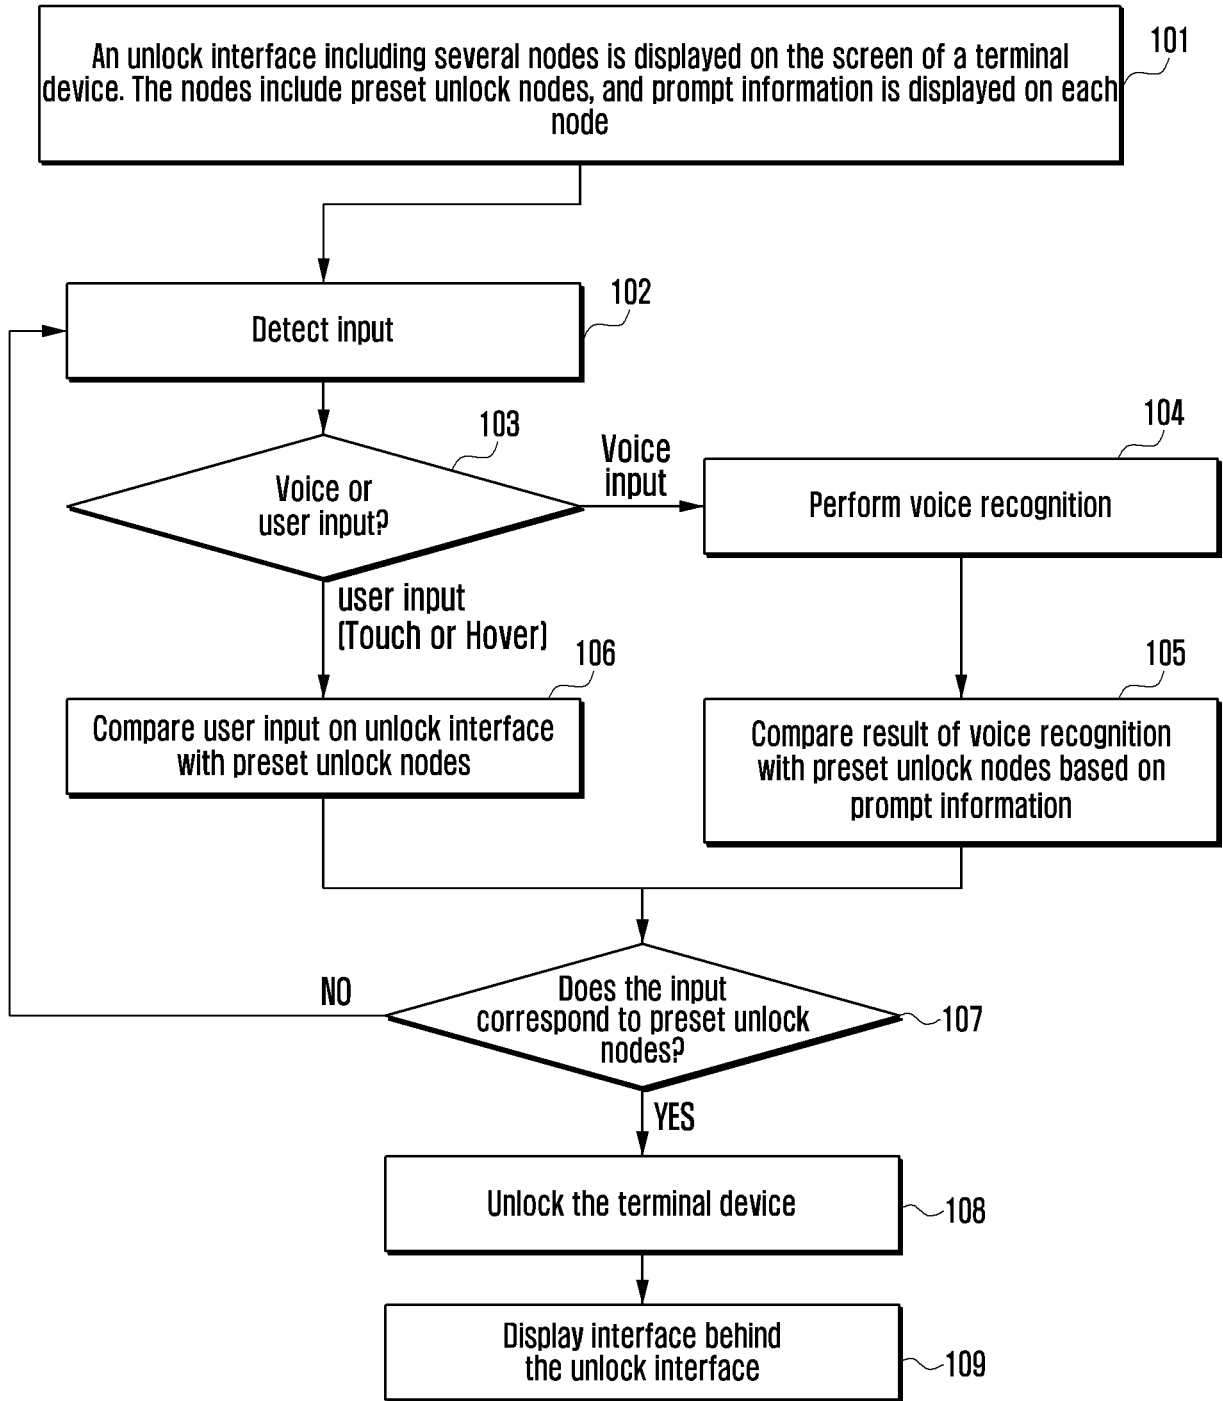 An unlock interface including several nodes is displayed on the screen of a terminal
device. The nodes include preset unlock nodes, and prompt information is displayed on each
node
101
Detect input
102
Voice or
user input?
103
Voice
input
Perform voice recognition
104
user input
(Touch or Hover)
Compare user input on unlock interface
with preset unlock nodes
106
Compare result of voice recognition
with preset unlock nodes based on
prompt information
105
Does the input
correspond to preset unlock
nodes?
107
NO
YES
Unlock the terminal device
108
Display interface behind
the unlock interface
109